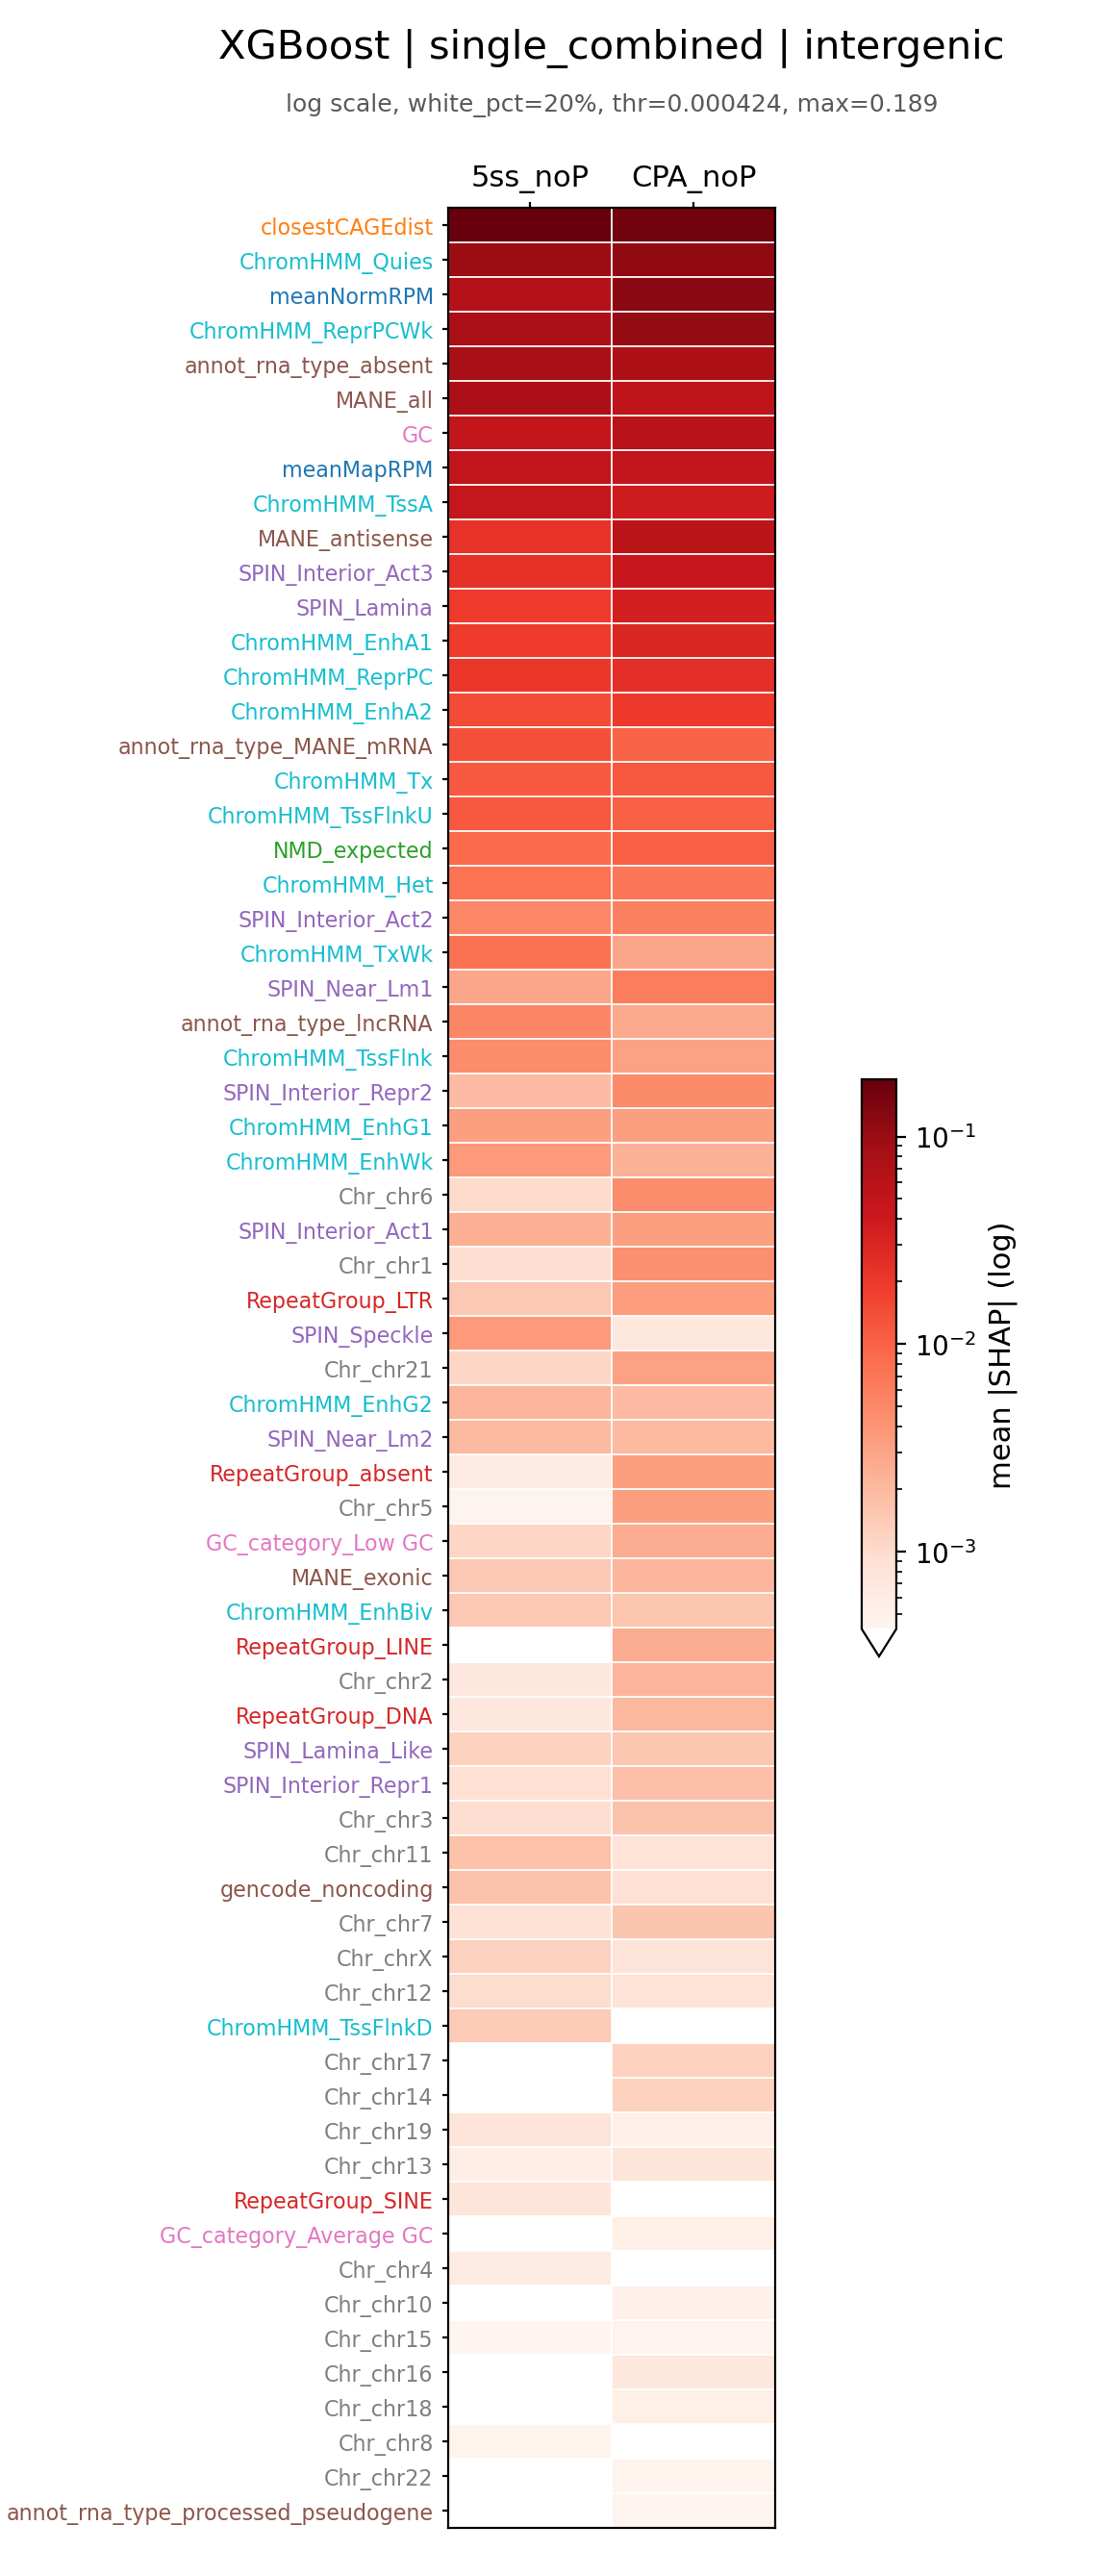 XGBoost | single_combined | intergenic
log scale, white_pct=20%, thr=0.000424, max=0.189
5ss_noP CPA_noP
closestCAGEdist
ChromHMM_Quies
meanNormRPM
ChromHMM_ReprPCWk
annot_rna_type_absent
MANE_all
GC
meanMapRPM
ChromHMM_TssA
MANE_antisense
SPIN_Interior_Act3
SPIN_Lamina
ChromHMM_EnhA1
ChromHMM_ReprPC
ChromHMM_EnhA2
annot_rna_type_MANE_mRNA
ChromHMM_Tx
ChromHMM_TssFlnkU
NMD_expected
ChromHMM_Het
SPIN_Interior_Act2
ChromHMM_TxWk
SPIN_Near_Lm1
annot_rna_type_lncRNA
ChromHMM_TssFlnk
SPIN_Interior_Repr2
ChromHMM_EnhG1
ChromHMM_EnhWk
Chr_chr6
SPIN_Interior_Act1
Chr_chr1
RepeatGroup_LTR
SPIN_Speckle
Chr_chr21
ChromHMM_EnhG2
SPIN_Near_Lm2
RepeatGroup_absent
Chr_chr5
GC_category_Low GC
MANE_exonic
ChromHMM_EnhBiv
RepeatGroup_LINE
Chr_chr2
RepeatGroup_DNA
SPIN_Lamina_Like
SPIN_Interior_Repr1
Chr_chr3
Chr_chr11
gencode_noncoding
Chr_chr7
Chr_chrX
Chr_chr12
ChromHMM_TssFlnkD
Chr_chr17
Chr_chr14
Chr_chr19
Chr_chr13
RepeatGroup_SINE
GC_category_Average GC
Chr_chr4
Chr_chr10
Chr_chr15
Chr_chr16
Chr_chr18
Chr_chr8
Chr_chr22
annot_rna_type_processed_pseudogene
10⁻¹
10⁻²
10⁻³
mean |SHAP| (log)